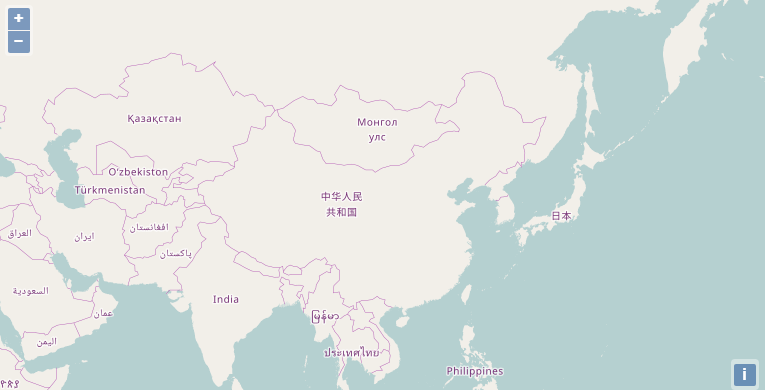 +
−
Қазақстан
Монгол
улс
O'zbekiston
Türkmenistan
中华人民
共和国
日本
افغانستان
العراق
ایران
پاکستان
السعودية
India
عمان
မြန်မာ
اليمن
ประเทศไทย
Philippines
i